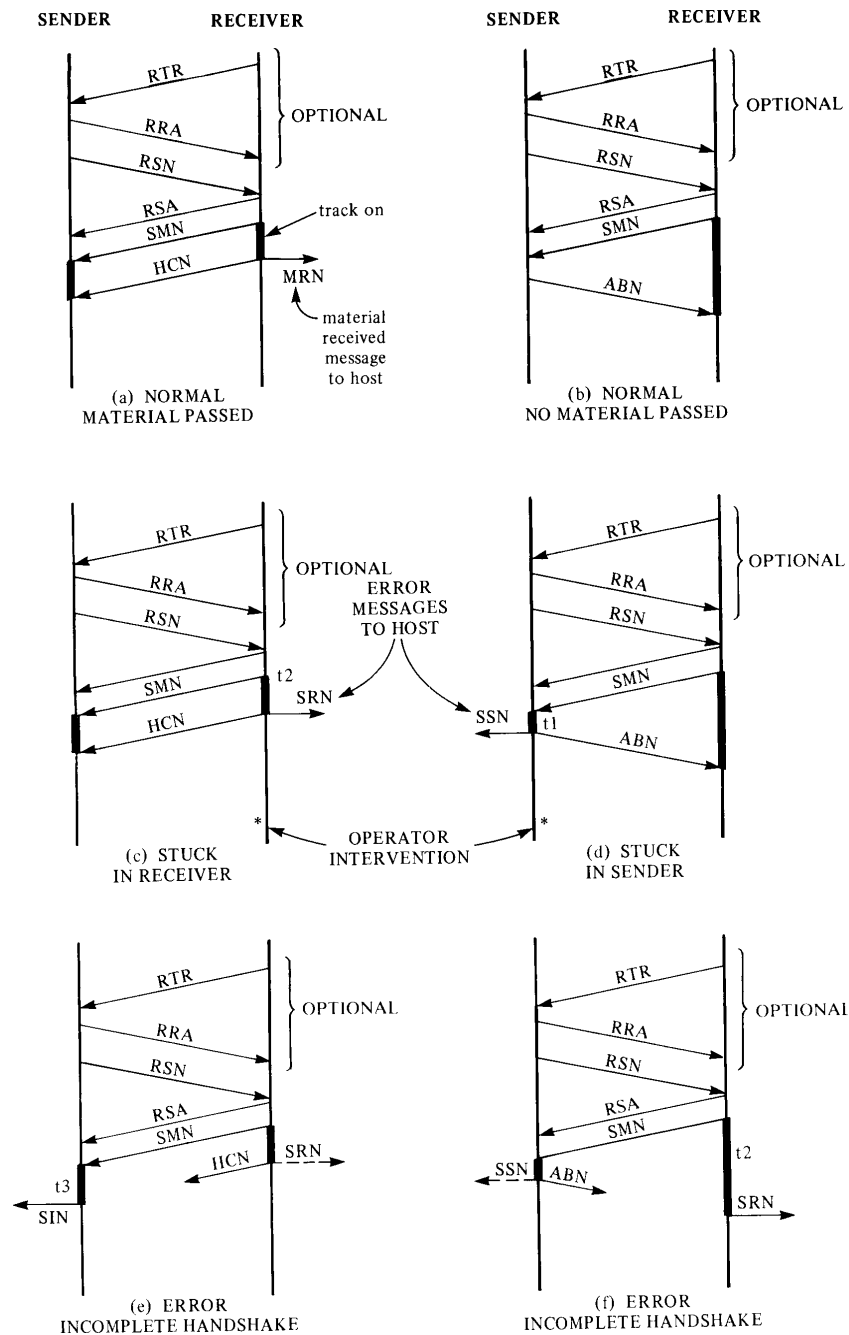 SENDER
RECEIVER
RTR
OPTIONAL
RRA
RSN
RSA
track on
SMN
HCN
MRN
material
received
message
to host
(a) NORMAL
MATERIAL PASSED
SENDER
RECEIVER
RTR
OPTIONAL
RRA
RSN
RSA
SMN
ABN
(b) NORMAL
NO MATERIAL PASSED
RTR
OPTIONAL
RRA
RSN
SMN
t2
SRN
HCN
*
(c) STUCK
IN RECEIVER
ERROR
MESSAGES
TO HOST
OPERATOR
INTERVENTION
RTR
OPTIONAL
RRA
RSN
SMN
SSN
t1
ABN
*
(d) STUCK
IN SENDER
RTR
OPTIONAL
RRA
RSN
RSA
SMN
SRN
HCN
t3
SIN
(e) ERROR
INCOMPLETE HANDSHAKE
RTR
OPTIONAL
RRA
RSN
RSA
SMN
t2
SSN
ABN
SRN
(f) ERROR
INCOMPLETE HANDSHAKE